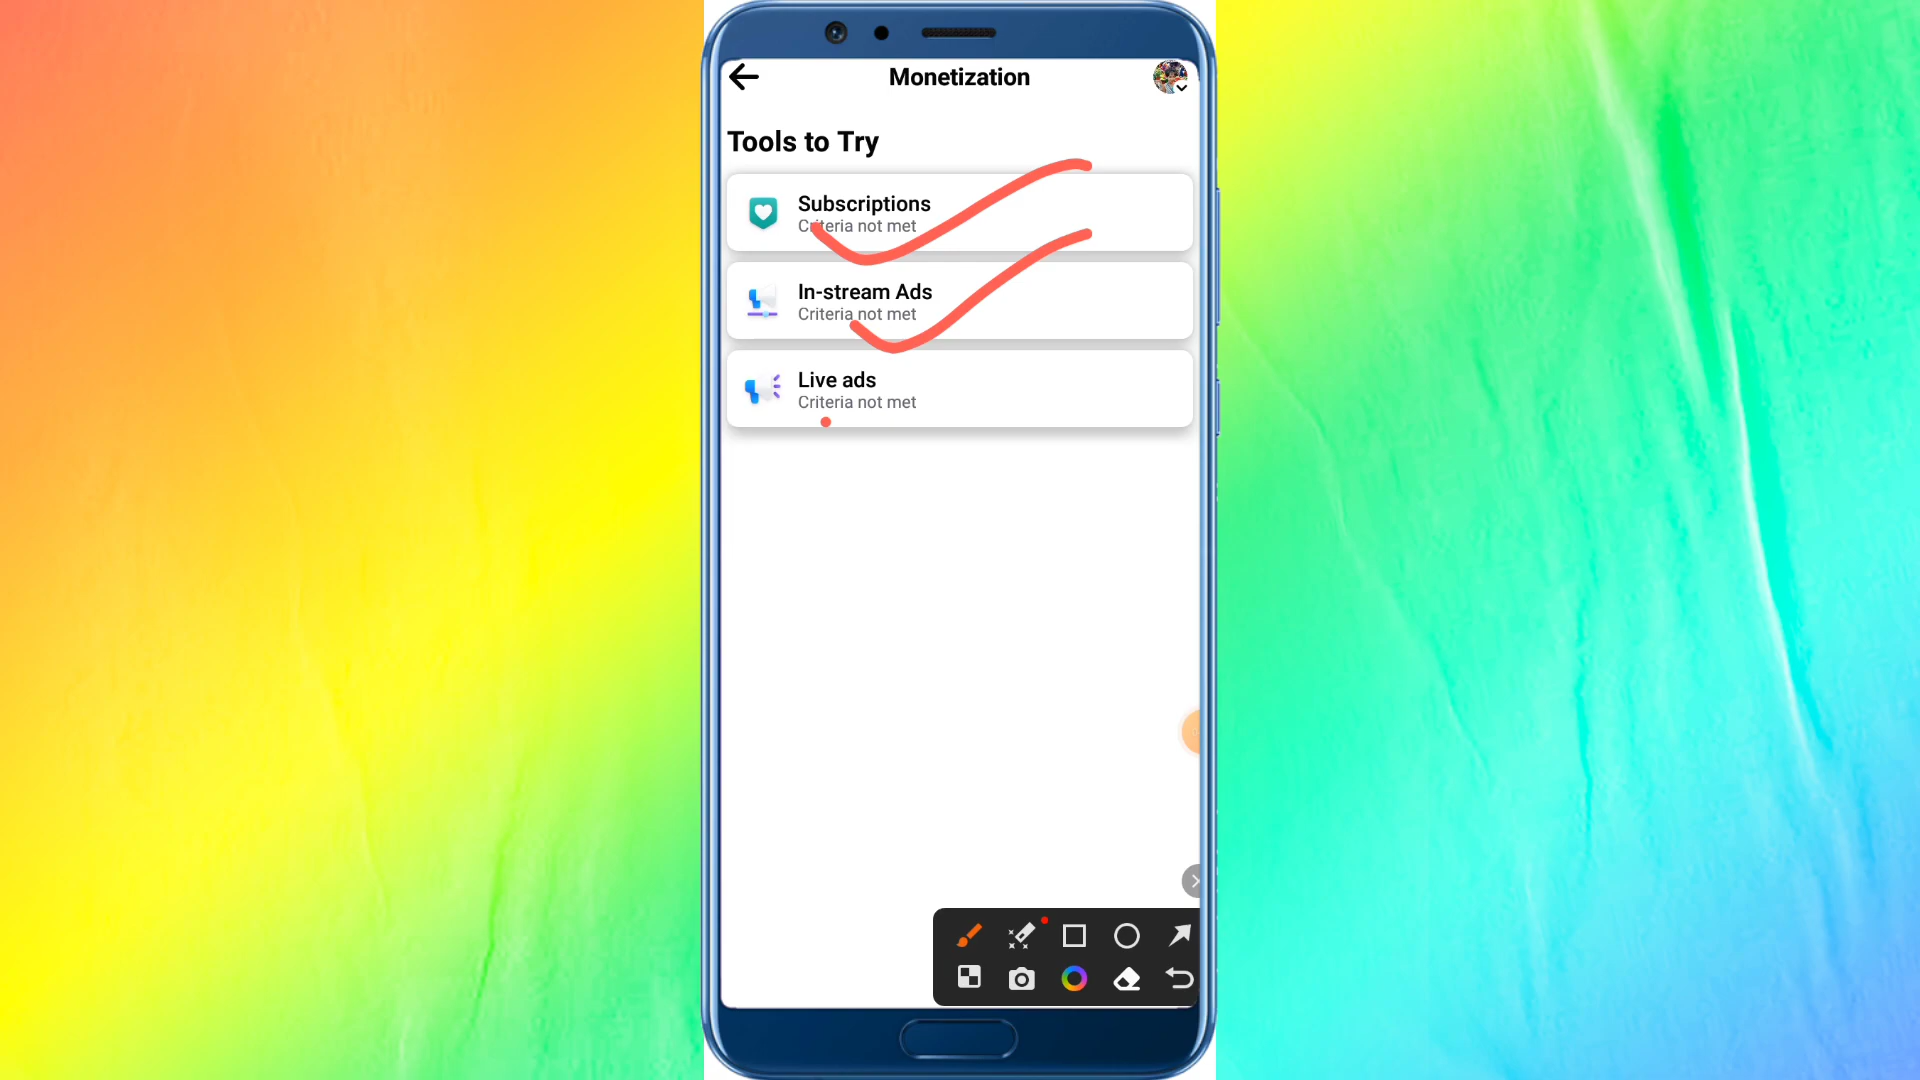 Monetization
Tools to Try
Subscriptions
Criteria not met
In-stream Ads
Criteria not met
Live ads
Criteria not met